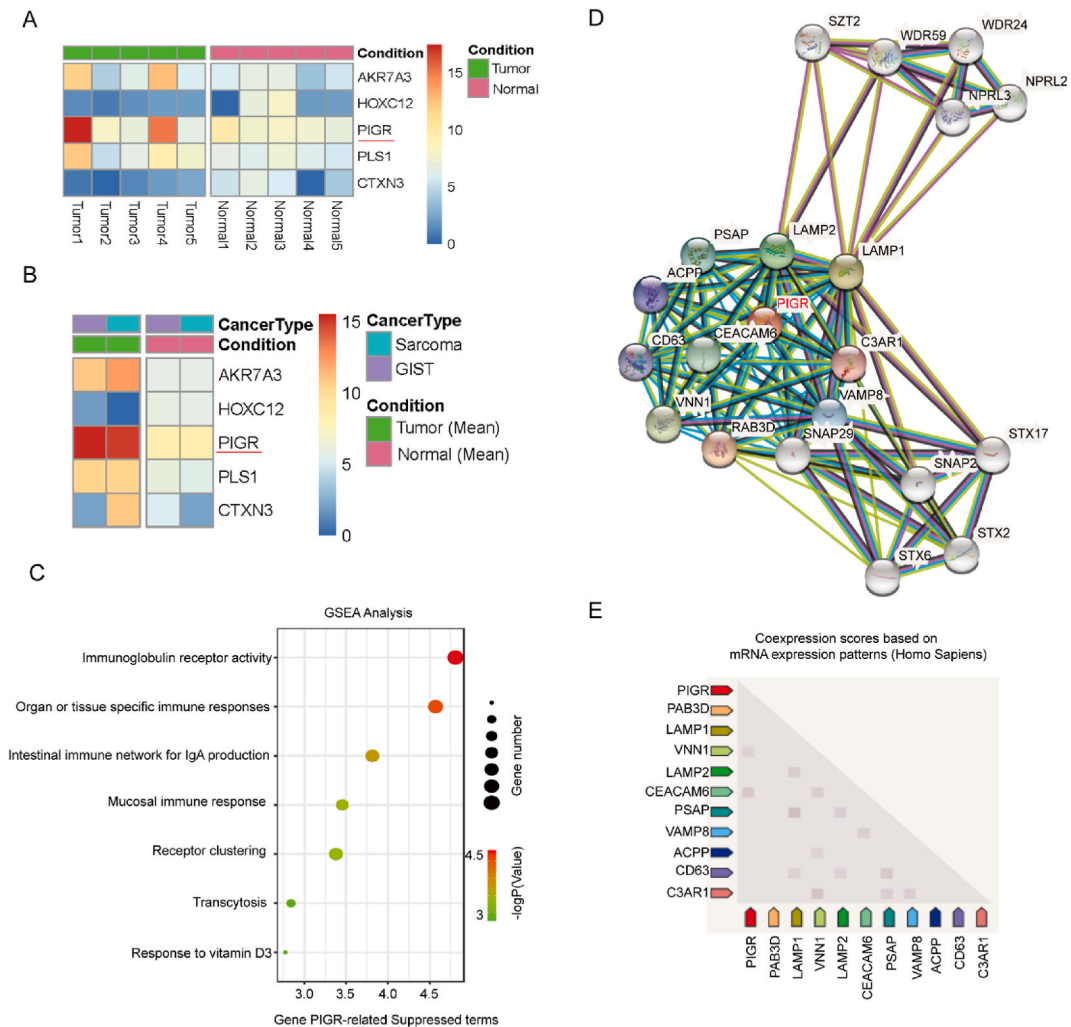 A
Condition
AKR7A3
HOXC12
PIGR
PLS1
CTXN3
Tumor1
Tumor2
Tumor3
Tumor4
Tumor5
Normal1
Normal2
Normal3
Normal4
Normal5
15
10
5
0
Condition
Tumor
Normal
B
CancerType
Condition
AKR7A3
HOXC12
PIGR
PLS1
CTXN3
15
10
5
0
CancerType
Sarcoma
GIST
Condition
Tumor (Mean)
Normal (Mean)
C
GSEA Analysis
Immunoglobulin receptor activity
Organ or tissue specific immune responses
Intestinal immune network for IgA production
Mucosal immune response
Receptor clustering
Transcytosis
Response to vitamin D3
3.0
3.5
4.0
4.5
Gene PIGR-related Suppressed terms
Gene number
4.5
3
-logP(Value)
D
SZT2
WDR59
WDR24
NPRL3
NPRL2
PSAP
LAMP2
LAMP1
ACPP
PIGR
CD63
CEACAM6
C3AR1
VNN1
VAMP8
RAB3D
SNAP29
STX17
SNAP2
STX2
STX6
E
Coexpression scores based on
mRNA expression patterns (Homo Sapiens)
PIGR
PAB3D
LAMP1
VNN1
LAMP2
CEACAM6
PSAP
VAMP8
ACPP
CD63
C3AR1
PIGR
PAB3D
LAMP1
VNN1
LAMP2
CEACAM6
PSAP
VAMP8
ACPP
CD63
C3AR1